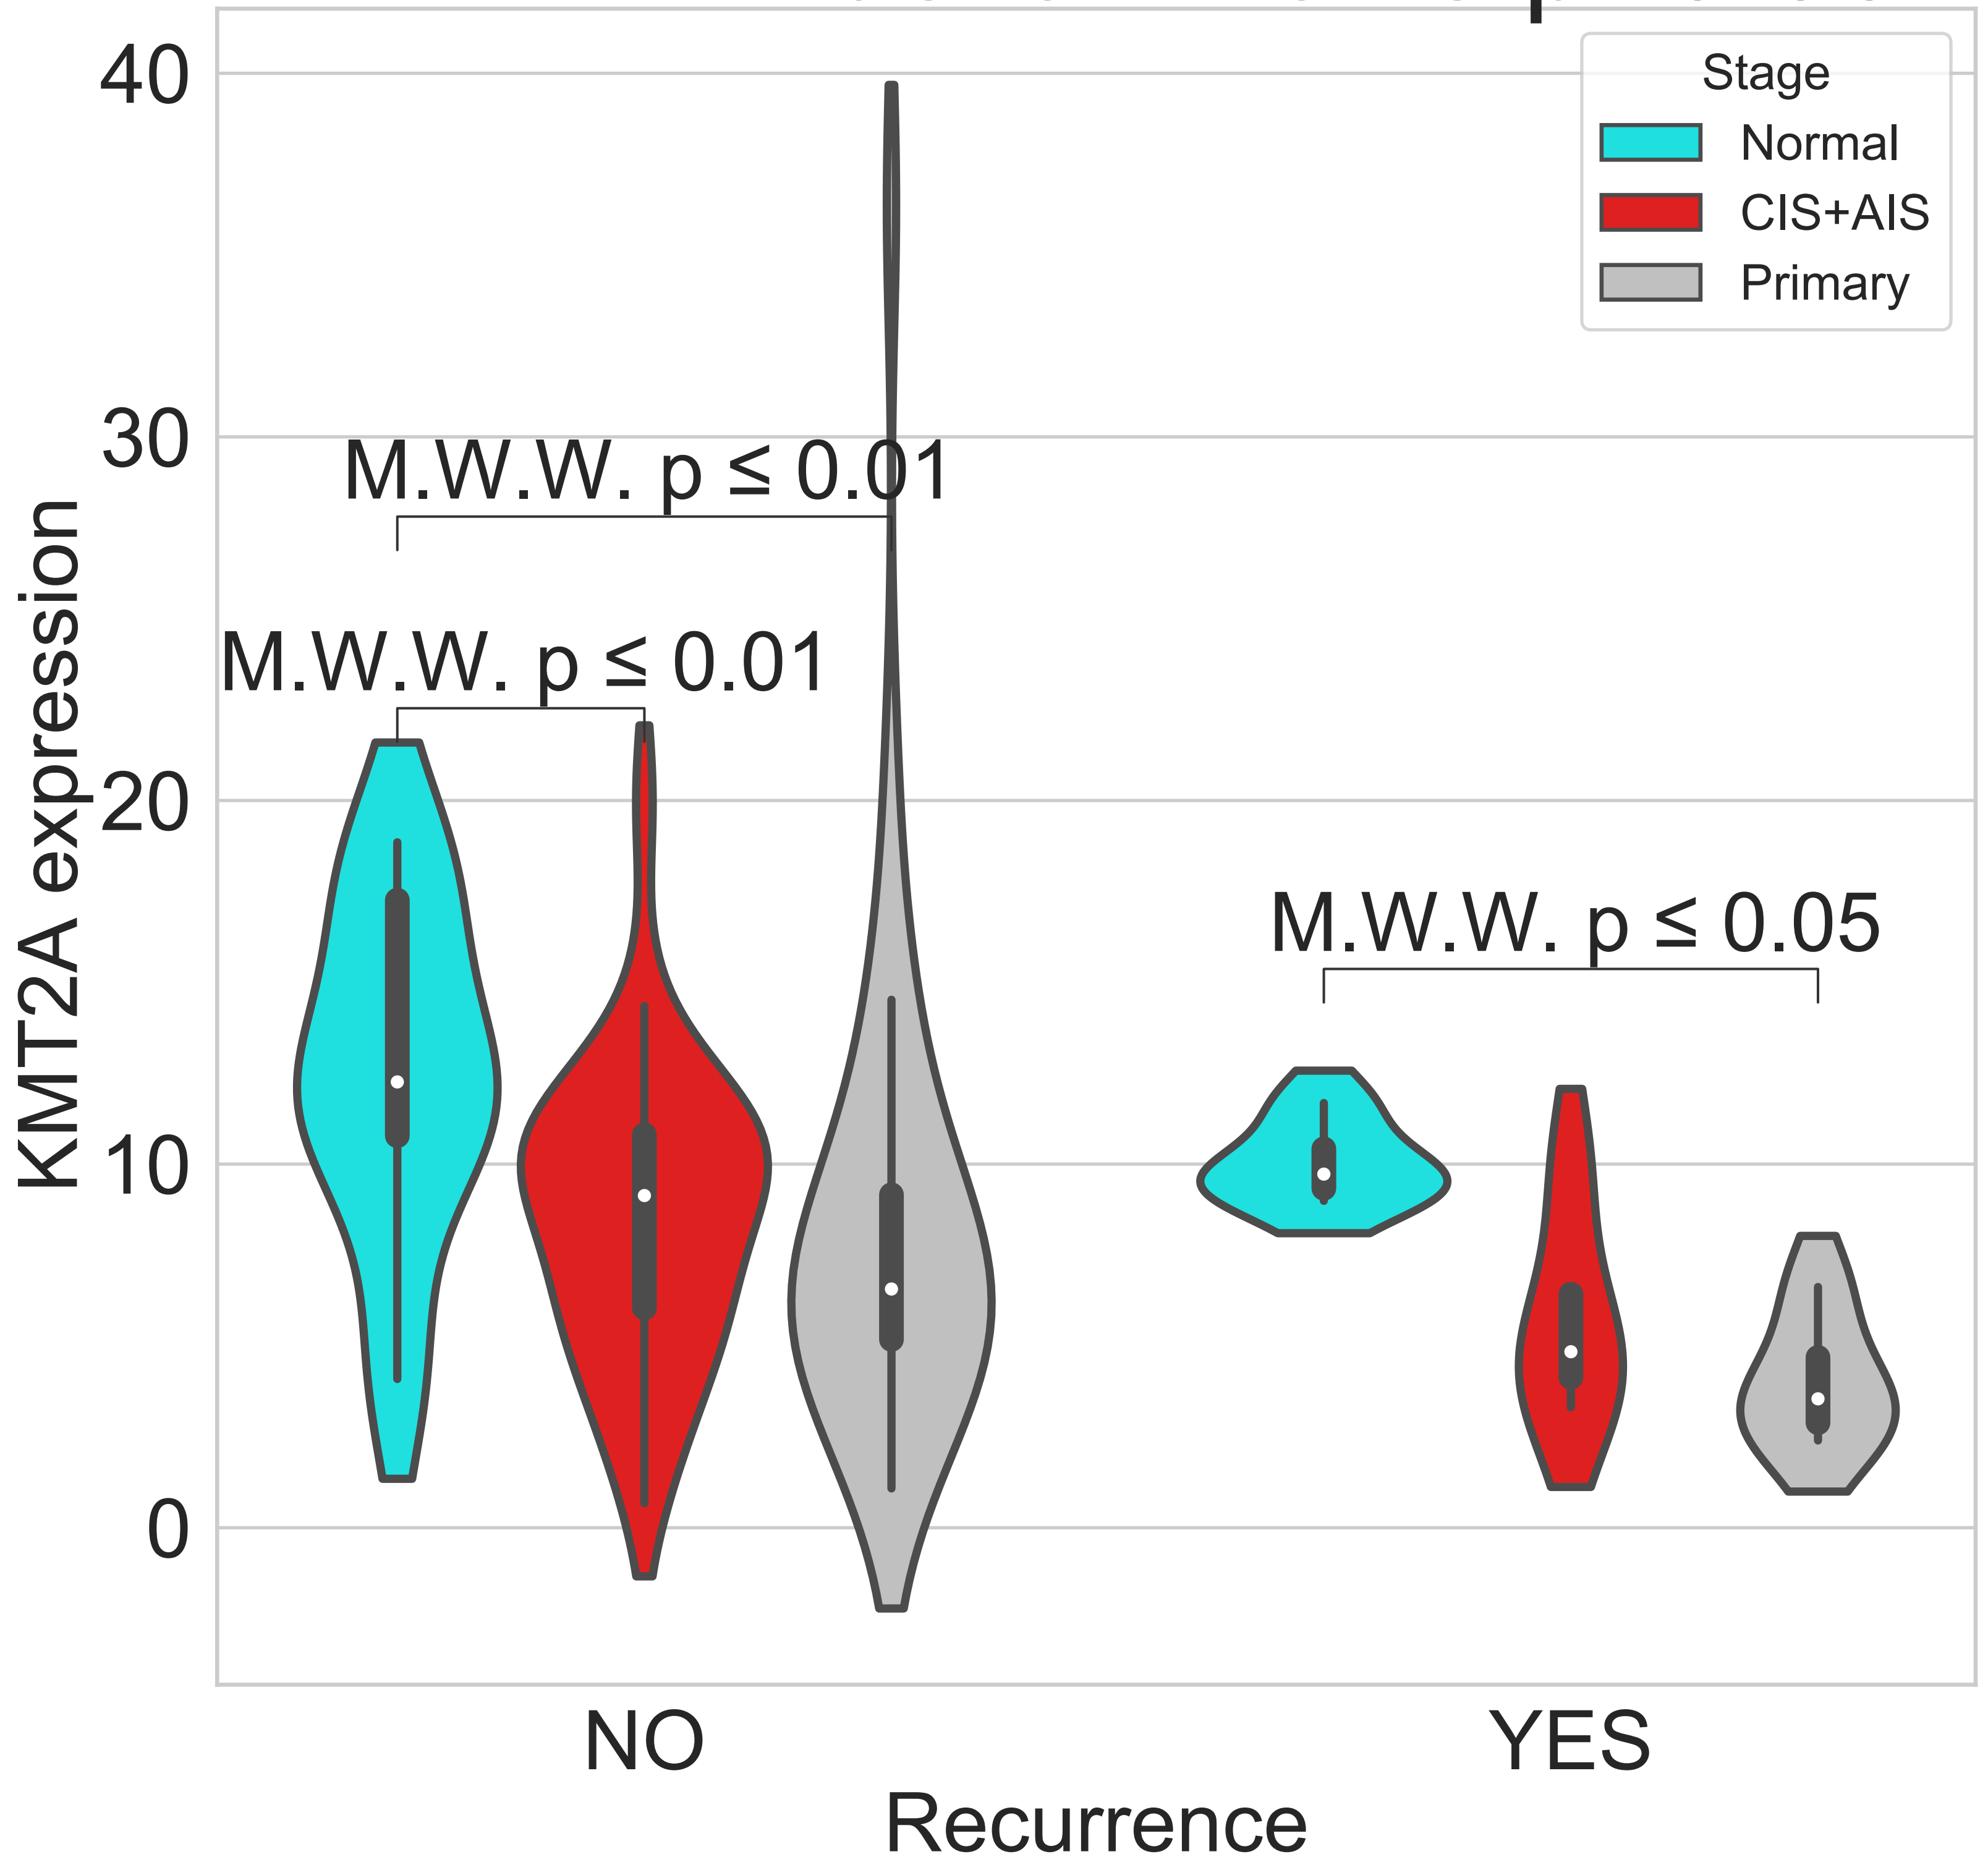 40
30
20
10
0
KMT2A expression
Stage
Normal
CIS+AIS
Primary
M.W.W. p ≤ 0.01
M.W.W. p ≤ 0.01
M.W.W. p ≤ 0.05
NO
YES
Recurrence